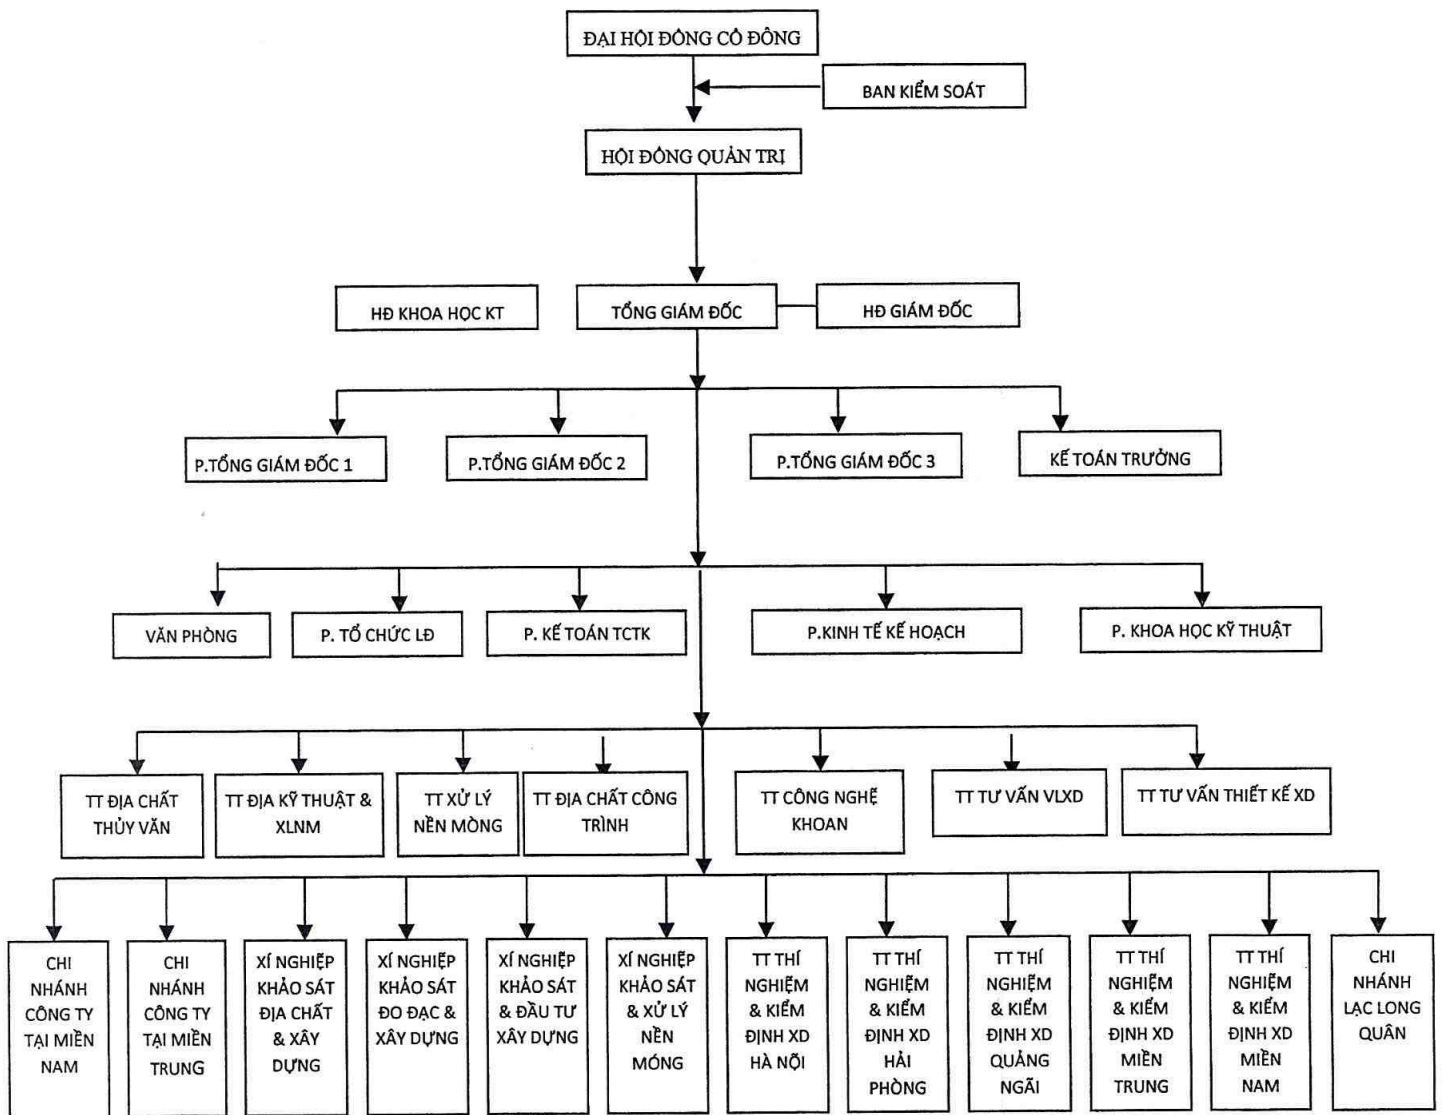 ĐẠI HỘI ĐỒNG CỔ ĐÔNG
BAN KIỂM SOÁT
HỘI ĐỒNG QUẢN TRỊ
HĐ KHOA HỌC KT
TỔNG GIÁM ĐỐC
HĐ GIÁM ĐỐC
P.TỔNG GIÁM ĐỐC 1
P.TỔNG GIÁM ĐỐC 2
P.TỔNG GIÁM ĐỐC 3
KẾ TOÁN TRƯỞNG
VĂN PHÒNG
P. TỔ CHỨC LĐ
P. KẾ TOÁN TCTK
P.KINH TẾ KẾ HOẠCH
P. KHOA HỌC KỸ THUẬT
TT ĐỊA CHẤT
THỦY VĂN
TT ĐỊA KỸ THUẬT &
XLNM
TT XỬ LÝ
NỀN MÒNG
TT ĐỊA CHẤT CÔNG
TRÌNH
TT CÔNG NGHỆ
KHOAN
TT TƯ VẤN VLXD
TT TƯ VẤN THIẾT KẾ XD
CHI
NHÁNH
CÔNG TY
TẠI MIỀN
NAM
CHI
NHÁNH
CÔNG TY
TẠI MIỀN
TRUNG
XÍ NGHIỆP
KHẢO SÁT
ĐỊA CHẤT
& XÂY
DỰNG
XÍ NGHIỆP
KHẢO SÁT
ĐO ĐẠC &
XÂY DỰNG
XÍ NGHIỆP
KHẢO SÁT
& ĐẦU TƯ
XÂY DỰNG
XÍ NGHIỆP
KHẢO SÁT
& XỬ LÝ
NỀN
MÓNG
TT THÍ
NGHIỆM
& KIỂM
ĐỊNH XD
HÀ NỘI
TT THÍ
NGHIỆM
& KIỂM
ĐỊNH XD
HẢI
PHÒNG
TT THÍ
NGHIỆM
& KIỂM
ĐỊNH XD
QUẢNG
NGÃI
TT THÍ
NGHIỆM
& KIỂM
ĐỊNH XD
MIỀN
TRUNG
TT THÍ
NGHIỆM
& KIỂM
ĐỊNH XD
MIỀN
NAM
CHI
NHÁNH
LẠC LONG
QUÂN